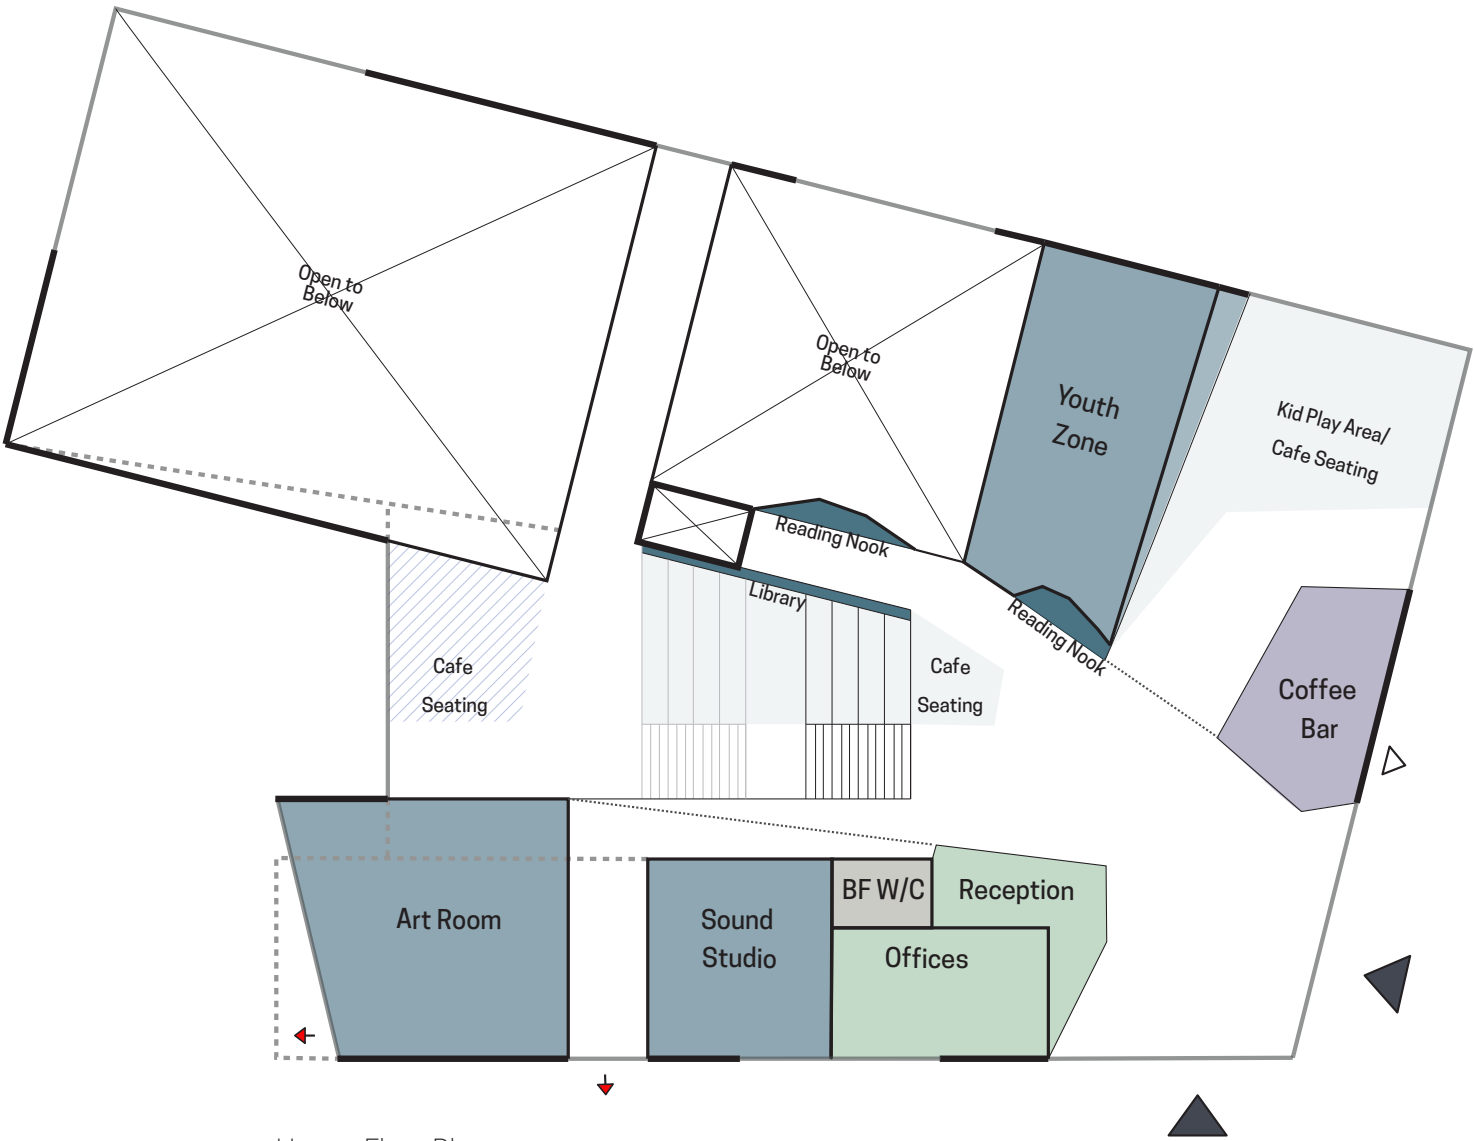 Open to
Below
Open to
Below
Youth
Zone
Kid Play Area/
Cafe Seating
Reading Nook
Library
Reading Nook
Cafe
Seating
Cafe
Seating
Coffee
Bar
Art Room
Sound
Studio
BF W/C
Reception
Offices